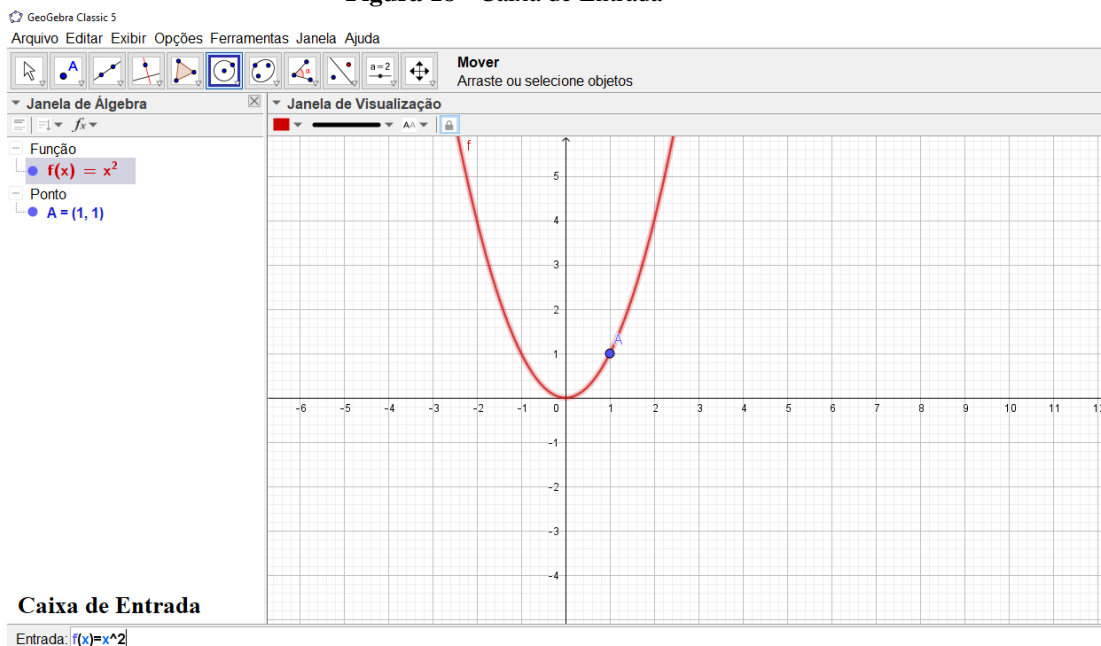 GeoGebra Classic 5
Arquivo Editar Exibir Opções Ferramentas Janela Ajuda
A
α
a = 2
Mover
Arraste ou selecione objetos
Janela de Álgebra
Janela de Visualização
fx
AA
Função
f(x) = x²
Ponto
A = (1, 1)
f
5
4
3
2
1
A
-6 -5 -4 -3 -2 -1 0 1 2 3 4 5 6 7 8 9 10 11
-1
-2
-3
-4
Caixa de Entrada
Entrada: f(x)=x^2